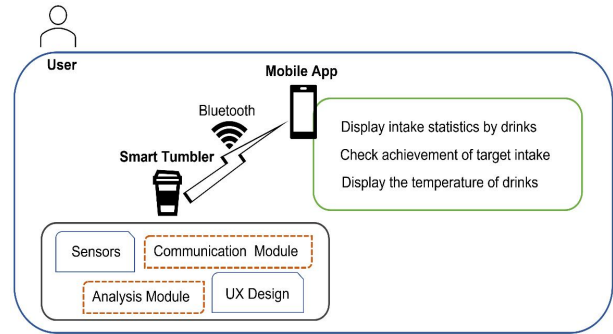 User
Mobile App
Bluetooth
Smart Tumbler
Display intake statistics by drinks
Check achievement of target intake
Display the temperature of drinks
Sensors
Communication Module
Analysis Module
UX Design